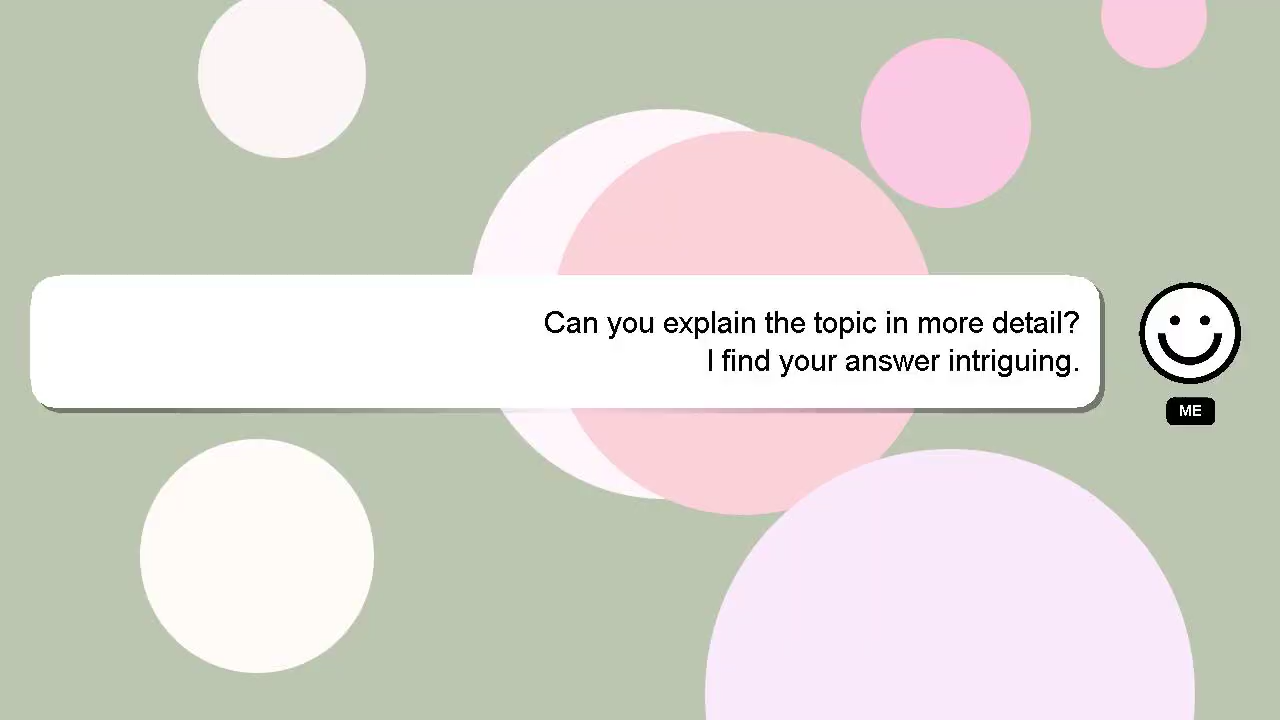 Can you explain the topic in more detail?
I find your answer intriguing.
ME